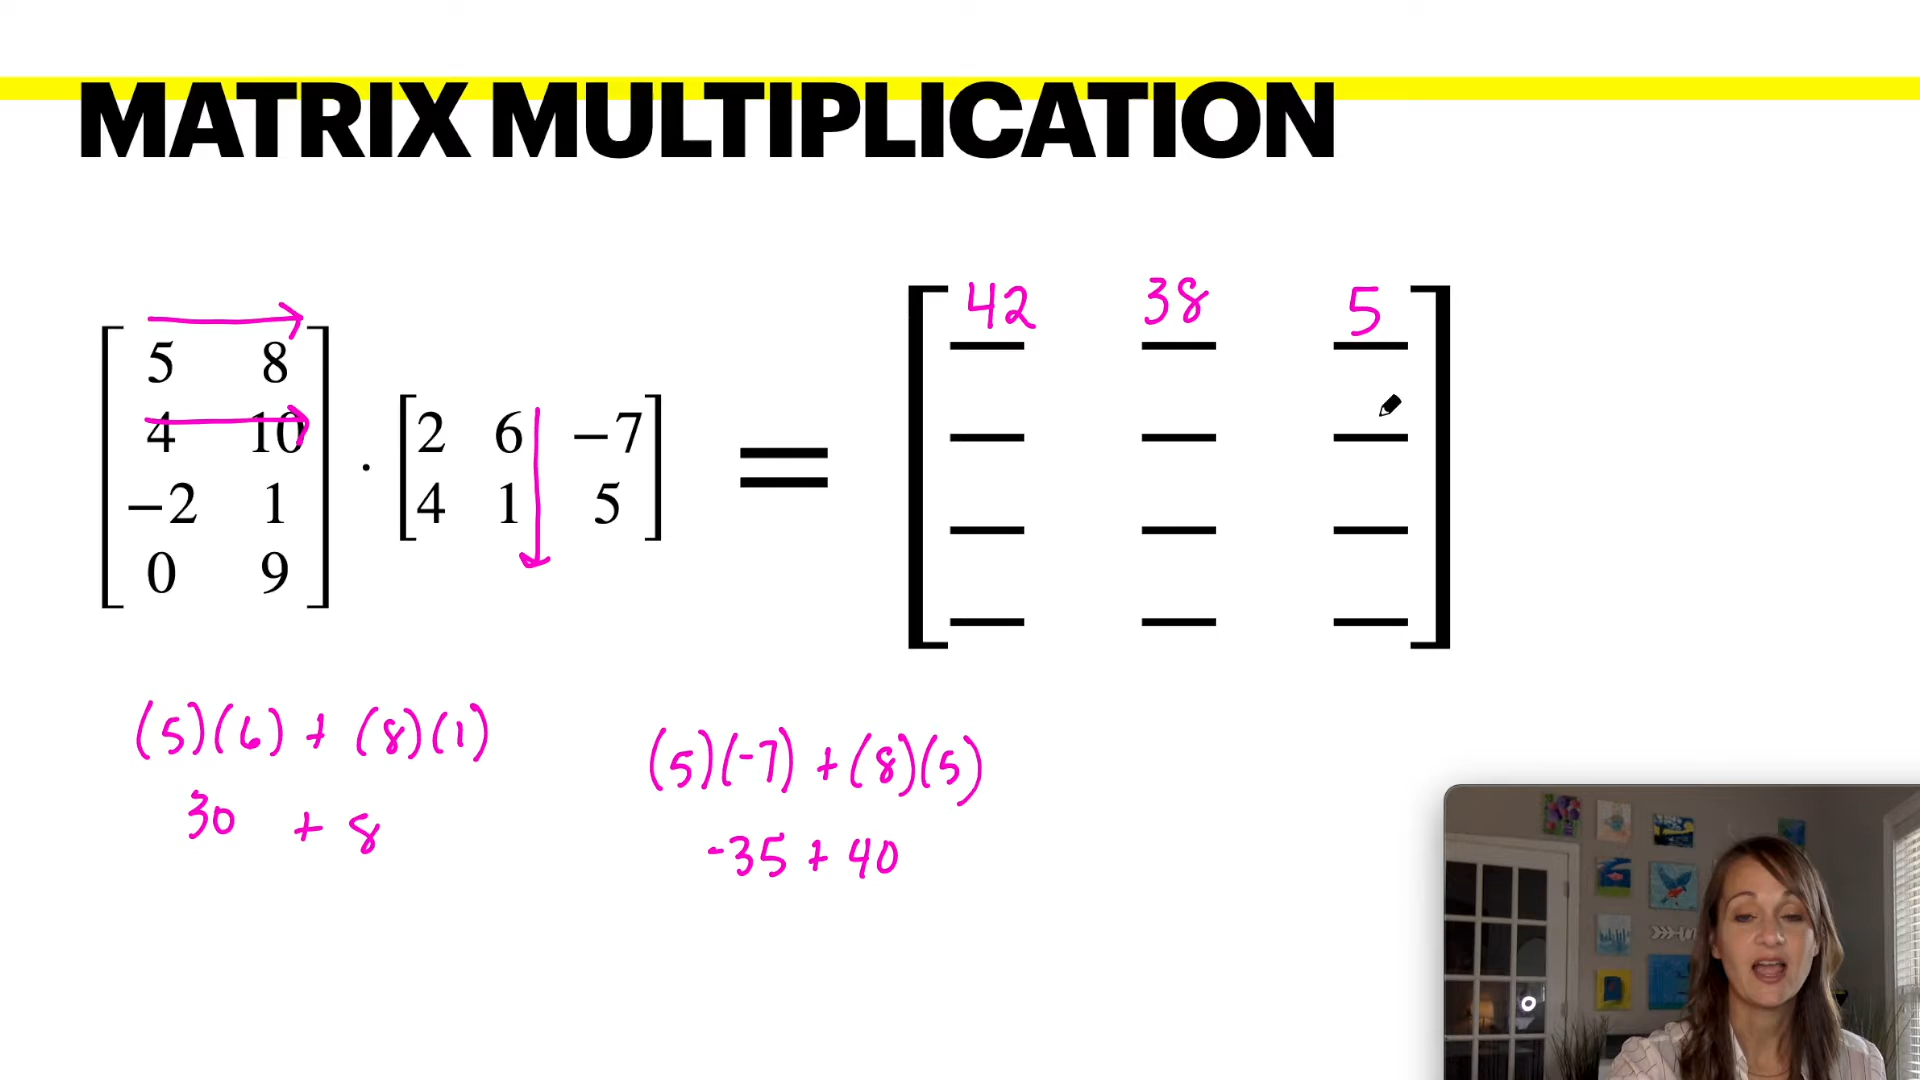 MATRIX MULTIPLICATION
42 38 5
5 8
4 10
-2 1
0 9
·
2 6 -7
4 1 5
=
(5)(6) + (8)(1)
30 + 8
(5)(-7) + (8)(5)
-35 + 40